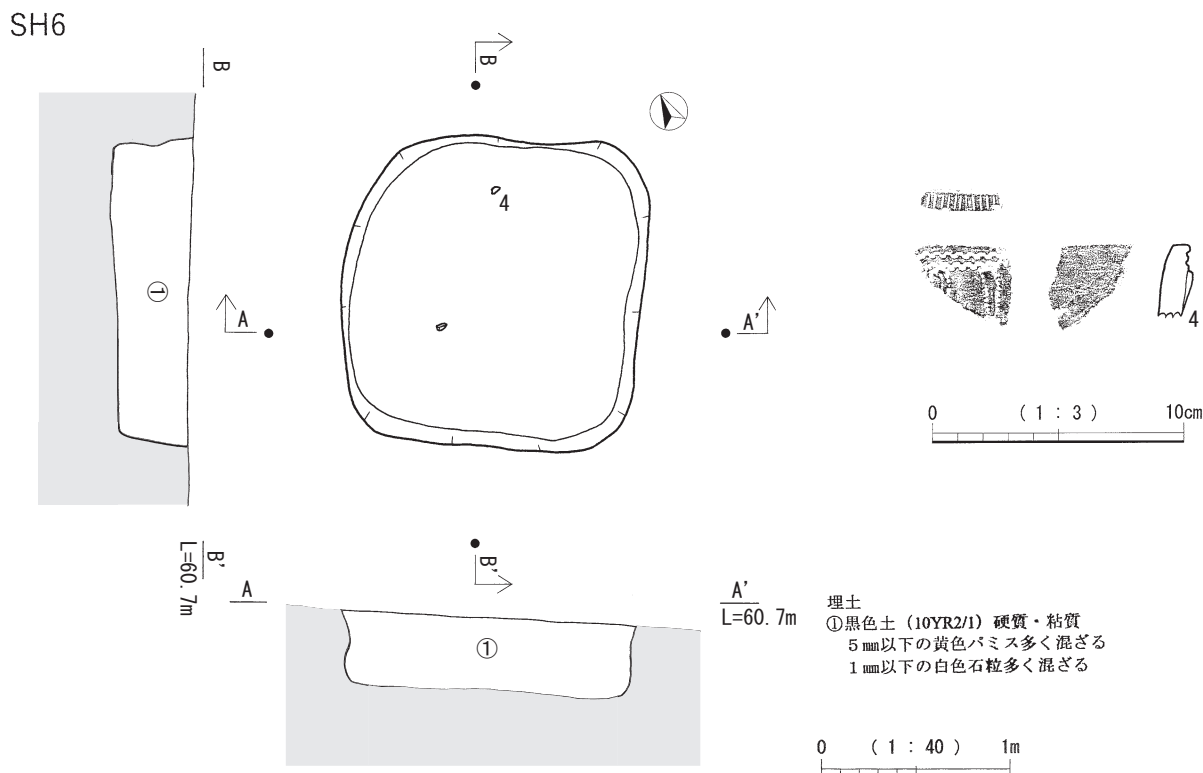 SH6
B
B
4
①
A
A'
4
0 (1:3) 10cm
B'
L=60.7m
B'
A
A'
L=60.7m
①
埋土
①黒色土（10YR2/1）硬質・粘質
5㎜以下の黄色パミス多く混ざる
1㎜以下の白色石粒多く混ざる
0 (1:40) 1m